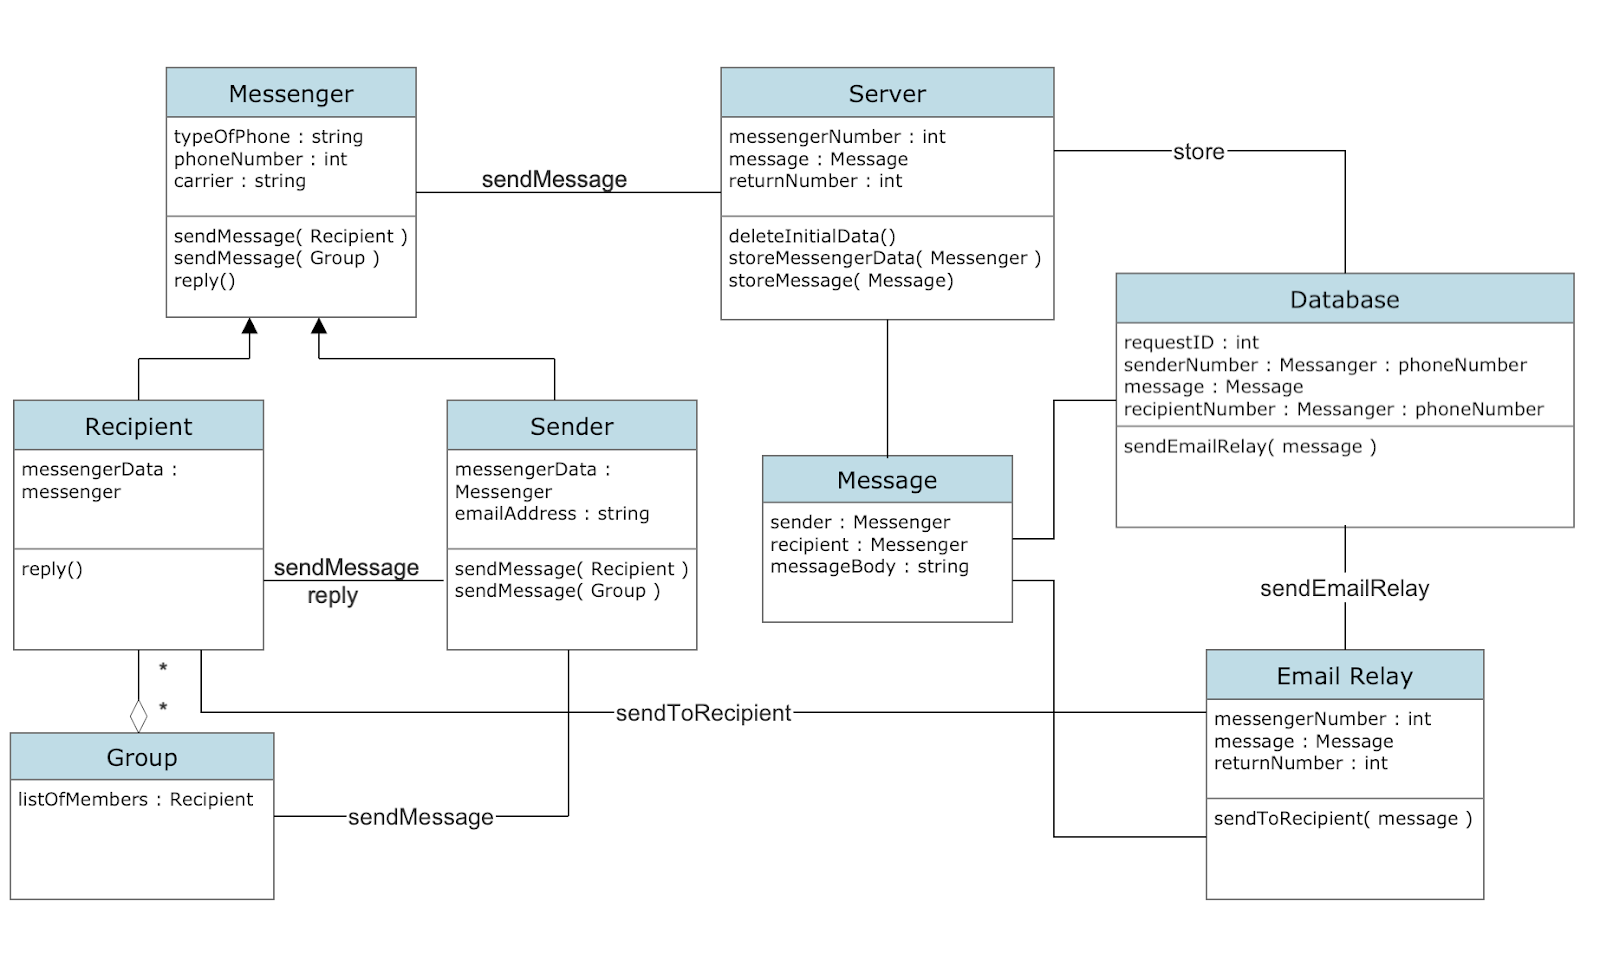 Messenger
typeOfPhone : string
phoneNumber : int
carrier : string
sendMessage( Recipient )
sendMessage( Group )
reply()
sendMessage
Server
messengerNumber : int
message : Message
returnNumber : int
deleteInitialData()
storeMessengerData( Messenger )
storeMessage( Message)
store
Database
requestID : int
senderNumber : Messanger : phoneNumber
message : Message
recipientNumber : Messanger : phoneNumber
sendEmailRelay( message )
Recipient
messengerData :
messenger
reply()
sendMessage
reply
Sender
messengerData :
Messenger
emailAddress : string
sendMessage( Recipient )
sendMessage( Group )
Message
sender : Messenger
recipient : Messenger
messageBody : string
sendEmailRelay
*
*
sendToRecipient
Email Relay
messengerNumber : int
message : Message
returnNumber : int
sendToRecipient( message )
Group
listOfMembers : Recipient
sendMessage